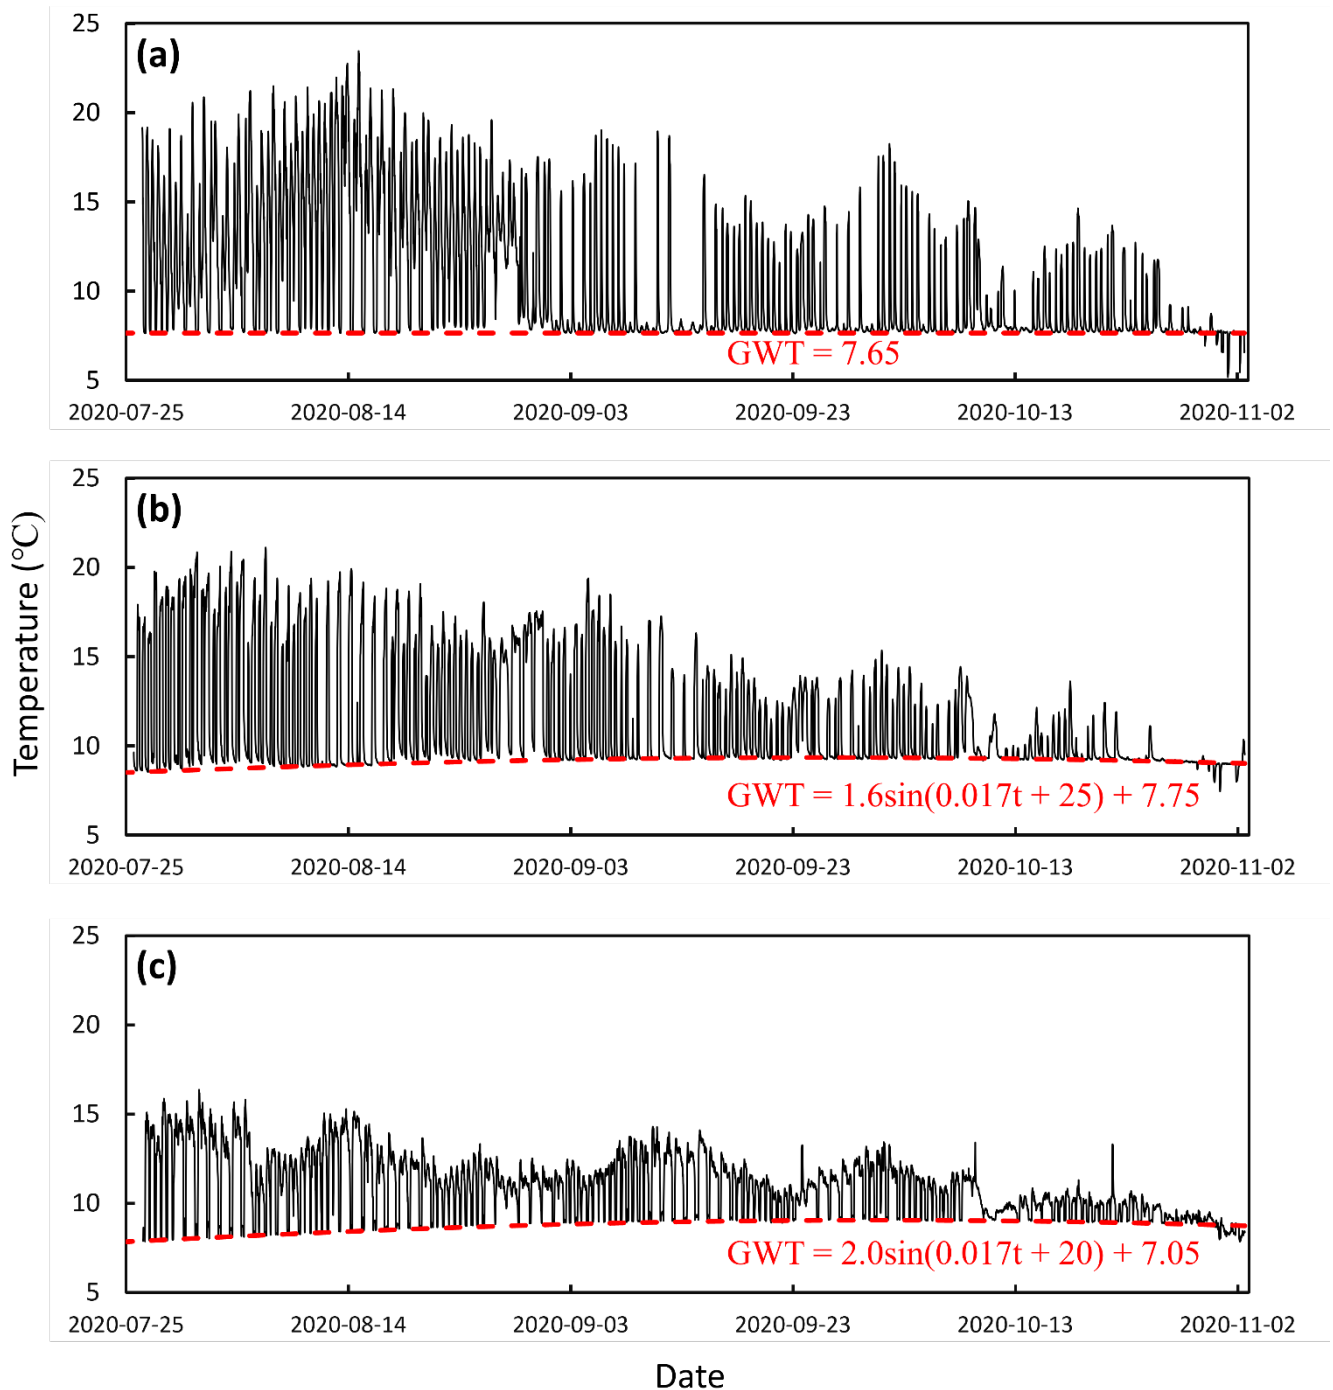 25
(a)
20
15
10
GWT = 7.65
5
2020-07-25 2020-08-14 2020-09-03 2020-09-23 2020-10-13 2020-11-02
25
(b)
20
15
10
GWT = 1.6sin(0.017t + 25) + 7.75
5
2020-07-25 2020-08-14 2020-09-03 2020-09-23 2020-10-13 2020-11-02
Temperature (℃)
25
(c)
20
15
10
GWT = 2.0sin(0.017t + 20) + 7.05
5
2020-07-25 2020-08-14 2020-09-03 2020-09-23 2020-10-13 2020-11-02
Date